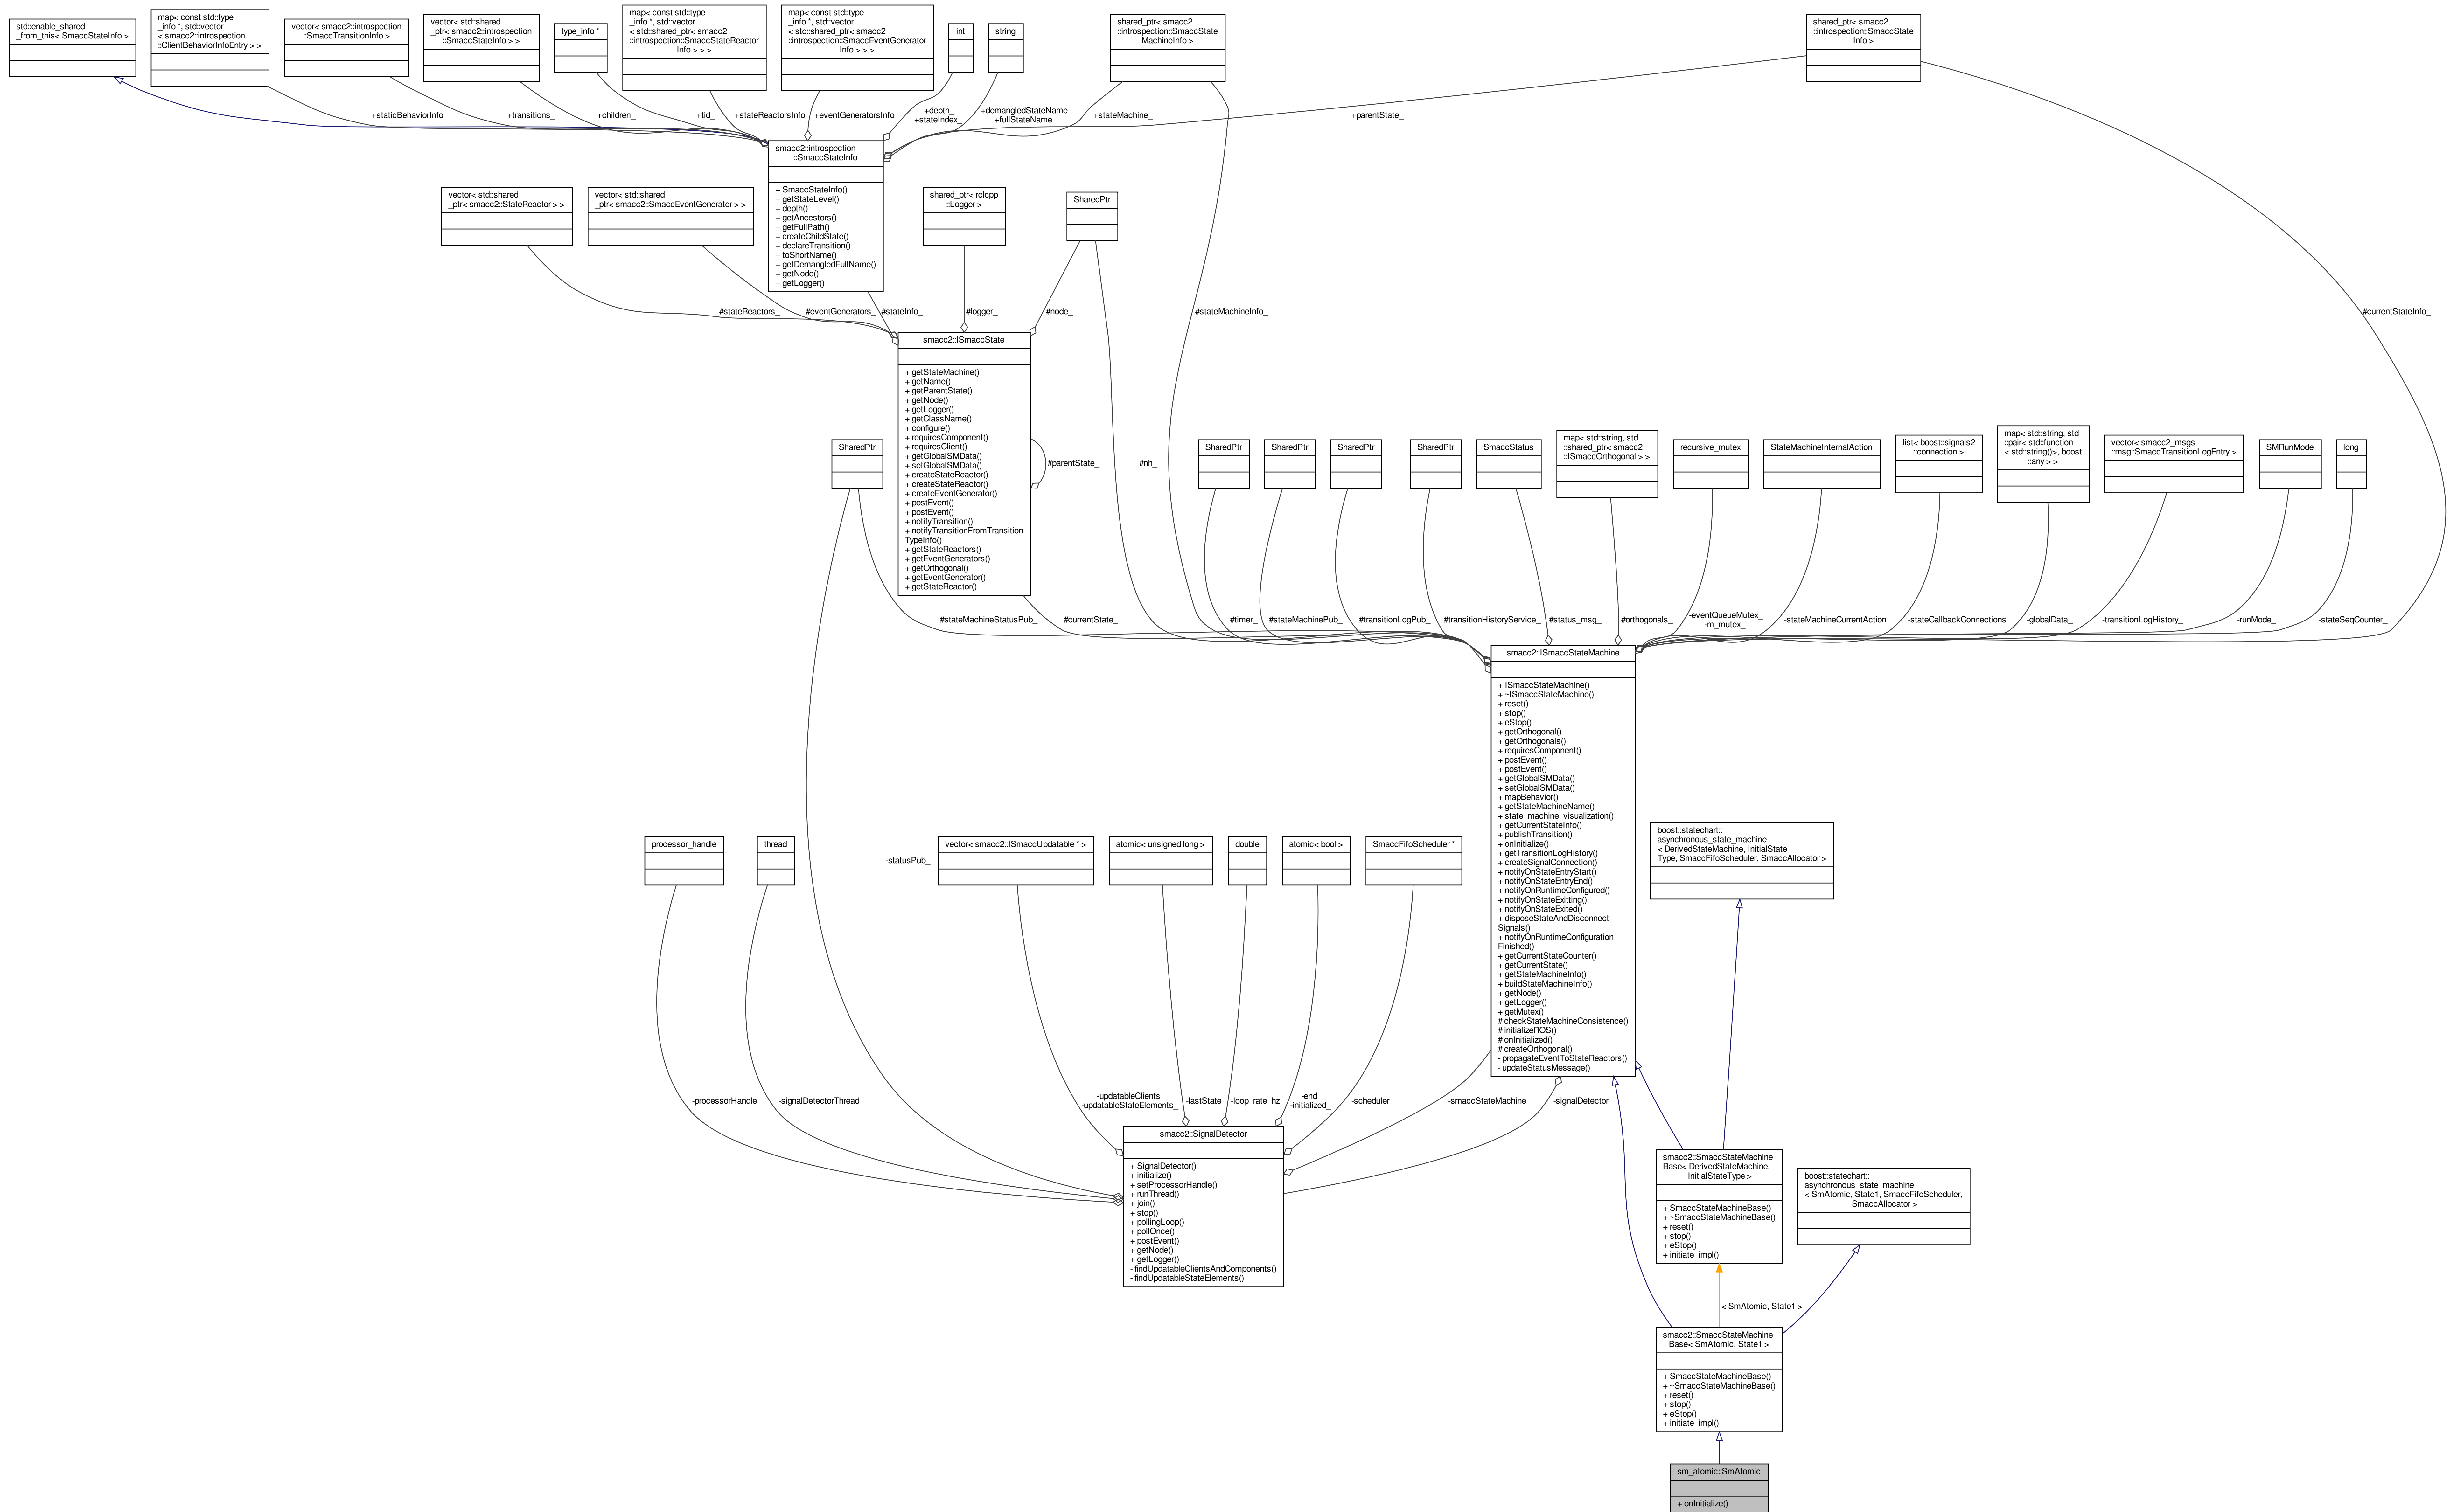 std::enable_shared
_from_this< SmaccStateInfo >
map< const std::type
_info *, std::vector
< smacc2::introspection
::ClientBehaviorInfoEntry > >
vector< smacc2::introspection
::SmaccTransitionInfo >
vector< std::shared
_ptr< smacc2::introspection
::SmaccStateInfo > >
type_info *
map< const std::type
_info *, std::vector
< std::shared_ptr< smacc2
::introspection::SmaccStateReactor
Info > > >
map< const std::type
_info *, std::vector
< std::shared_ptr< smacc2
::introspection::SmaccEventGenerator
Info > > >
int
string
shared_ptr< smacc2
::introspection::SmaccState
MachineInfo >
shared_ptr< smacc2
::introspection::SmaccState
Info >
+staticBehaviorInfo
+transitions_
+children_
+tid_
+stateReactorsInfo
+eventGeneratorsInfo
+depth_
+stateIndex_
+demangledStateName
+fullStateName
+stateMachine_
+parentState_
smacc2::introspection
::SmaccStateInfo
+ SmaccStateInfo()
+ getStateLevel()
+ depth()
+ getAncestors()
+ getFullPath()
+ createChildState()
+ declareTransition()
+ toShortName()
+ getDemangledFullName()
+ getNode()
+ getLogger()
vector< std::shared
_ptr< smacc2::StateReactor > >
vector< std::shared
_ptr< smacc2::SmaccEventGenerator > >
shared_ptr< rclcpp
::Logger >
SharedPtr
#stateReactors_
#eventGenerators_
#stateInfo_
#logger_
#node_
#stateMachineInfo_
#currentStateInfo_
smacc2::ISmaccState
+ getStateMachine()
+ getName()
+ getParentState()
+ getNode()
+ getLogger()
+ getClassName()
+ configure()
+ requiresComponent()
+ requiresClient()
+ getGlobalSMData()
+ setGlobalSMData()
+ createStateReactor()
+ createStateReactor()
+ createEventGenerator()
+ postEvent()
+ postEvent()
+ notifyTransition()
+ notifyTransitionFromTransition
TypeInfo()
+ getStateReactors()
+ getEventGenerators()
+ getOrthogonal()
+ getEventGenerator()
+ getStateReactor()
#parentState_
#nh_
SharedPtr
SharedPtr
SharedPtr
SharedPtr
SharedPtr
SmaccStatus
map< std::string, std
::shared_ptr< smacc2
::ISmaccOrthogonal > >
recursive_mutex
StateMachineInternalAction
list< boost::signals2
::connection >
map< std::string, std
::pair< std::function
< std::string()>, boost
::any > >
vector< smacc2_msgs
::msg::SmaccTransitionLogEntry >
SMRunMode
long
#stateMachineStatusPub_
#currentState_
#timer_
#stateMachinePub_
#transitionLogPub_
#transitionHistoryService_
#status_msg_
#orthogonals_
-eventQueueMutex_
-m_mutex_
-stateMachineCurrentAction
-stateCallbackConnections
-globalData_
-transitionLogHistory_
-runMode_
-stateSeqCounter_
smacc2::ISmaccStateMachine
+ ISmaccStateMachine()
+ ~ISmaccStateMachine()
+ reset()
+ stop()
+ eStop()
+ getOrthogonal()
+ getOrthogonals()
+ requiresComponent()
+ postEvent()
+ postEvent()
+ getGlobalSMData()
+ setGlobalSMData()
+ mapBehavior()
+ getStateMachineName()
+ state_machine_visualization()
+ getCurrentStateInfo()
+ publishTransition()
+ onInitialize()
+ getTransitionLogHistory()
+ createSignalConnection()
+ notifyOnStateEntryStart()
+ notifyOnStateEntryEnd()
+ notifyOnRuntimeConfigured()
+ notifyOnStateExitting()
+ notifyOnStateExited()
+ disposeStateAndDisconnect
Signals()
+ notifyOnRuntimeConfiguration
Finished()
+ getCurrentStateCounter()
+ getCurrentState()
+ getStateMachineInfo()
+ buildStateMachineInfo()
+ getNode()
+ getLogger()
+ getMutex()
# checkStateMachineConsistence()
# initializeROS()
# onInitialized()
# createOrthogonal()
- propagateEventToStateReactors()
- updateStatusMessage()
processor_handle
thread
-statusPub_
vector< smacc2::ISmaccUpdatable * >
atomic< unsigned long >
double
atomic< bool >
SmaccFifoScheduler *
boost::statechart::
asynchronous_state_machine
< DerivedStateMachine, InitialState
Type, SmaccFifoScheduler, SmaccAllocator >
-processorHandle_
-signalDetectorThread_
-updatableClients_
-updatableStateElements_
-lastState_
-loop_rate_hz
-end_
-initialized_
-scheduler_
-smaccStateMachine_
-signalDetector_
smacc2::SignalDetector
+ SignalDetector()
+ initialize()
+ setProcessorHandle()
+ runThread()
+ join()
+ stop()
+ pollingLoop()
+ pollOnce()
+ postEvent()
+ getNode()
+ getLogger()
- findUpdatableClientsAndComponents()
- findUpdatableStateElements()
smacc2::SmaccStateMachine
Base< DerivedStateMachine,
InitialStateType >
+ SmaccStateMachineBase()
+ ~SmaccStateMachineBase()
+ reset()
+ stop()
+ eStop()
+ initiate_impl()
boost::statechart::
asynchronous_state_machine
< SmAtomic, State1, SmaccFifoScheduler,
SmaccAllocator >
< SmAtomic, State1 >
smacc2::SmaccStateMachine
Base< SmAtomic, State1 >
+ SmaccStateMachineBase()
+ ~SmaccStateMachineBase()
+ reset()
+ stop()
+ eStop()
+ initiate_impl()
sm_atomic::SmAtomic
+ onInitialize()